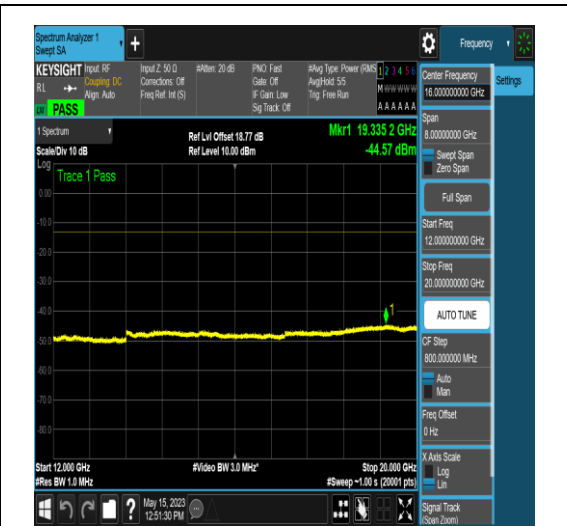 Spectrum Analyzer 1
Swept SA
+
Frequency
KEYSIGHT
RL
PASS
Input: RF
Coupling: DC
Align: Auto
Input Z: 50 Ω
Corrections: Off
Freq Ref: Int (S)
#Atten: 20 dB
PNO: Fast
Gate: Off
IF Gain: Low
Sig Track: Off
#Avg Type: Power (RMS
Avg|Hold: 5/5
Trig: Free Run
1 2 3 4 5 6
M W W W W W
A A A A A A
1 Spectrum
Scale/Div 10 dB
Ref Lvl Offset 18.77 dB
Ref Level 10.00 dBm
Mkr1 19.335 2 GHz
-44.57 dBm
Log
Trace 1 Pass
0.00
-10.0
-20.0
-30.0
-40.0
-50.0
-60.0
-70.0
-80.0
1
Start 12.000 GHz
#Res BW 1.0 MHz
#Video BW 3.0 MHz*
Stop 20.000 GHz
#Sweep ~1.00 s (20001 pts)
?
May 15, 2023
12:51:30 PM
Center Frequency
16.000000000 GHz
Settings
Span
8.00000000 GHz
Swept Span
Zero Span
Full Span
Start Freq
12.000000000 GHz
Stop Freq
20.000000000 GHz
AUTO TUNE
CF Step
800.000000 MHz
Auto
Man
Freq Offset
0 Hz
X Axis Scale
Log
Lin
Signal Track
(Span Zoom)